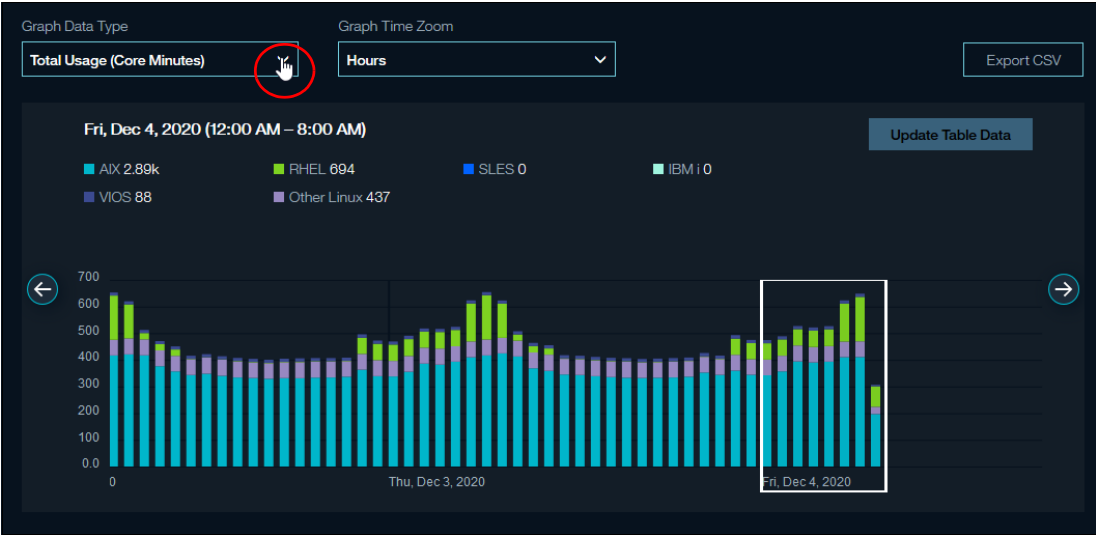 Graph Data Type
Graph Time Zoom
Total Usage (Core Minutes)
Hours
Export CSV
Fri, Dec 4, 2020 (12:00 AM – 8:00 AM)
Update Table Data
AIX 2.89k
RHEL 694
SLES 0
IBM i 0
VIOS 88
Other Linux 437
700
600
500
400
300
200
100
0.0
0
Thu, Dec 3, 2020
Fri, Dec 4, 2020